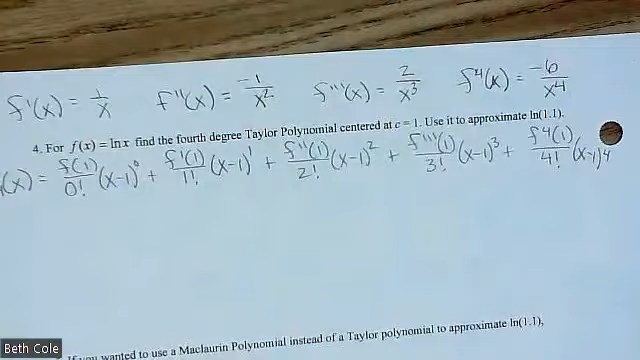 f'(x) = 1/x f''(x) = -1/x² f'''(x) = 2/x³ f⁴(x) = -6/x⁴
4. For f(x) = ln x find the fourth degree Taylor Polynomial centered at c = 1. Use it to approximate ln(1.1).
(x) = f(1)/0! (x-1)⁰ + f'(1)/1! (x-1)¹ + f''(1)/2! (x-1)² + f'''(1)/3! (x-1)³ + f⁴(1)/4! (x-1)⁴
If you wanted to use a Maclaurin Polynomial instead of a Taylor polynomial to approximate ln(1.1),
Beth Cole